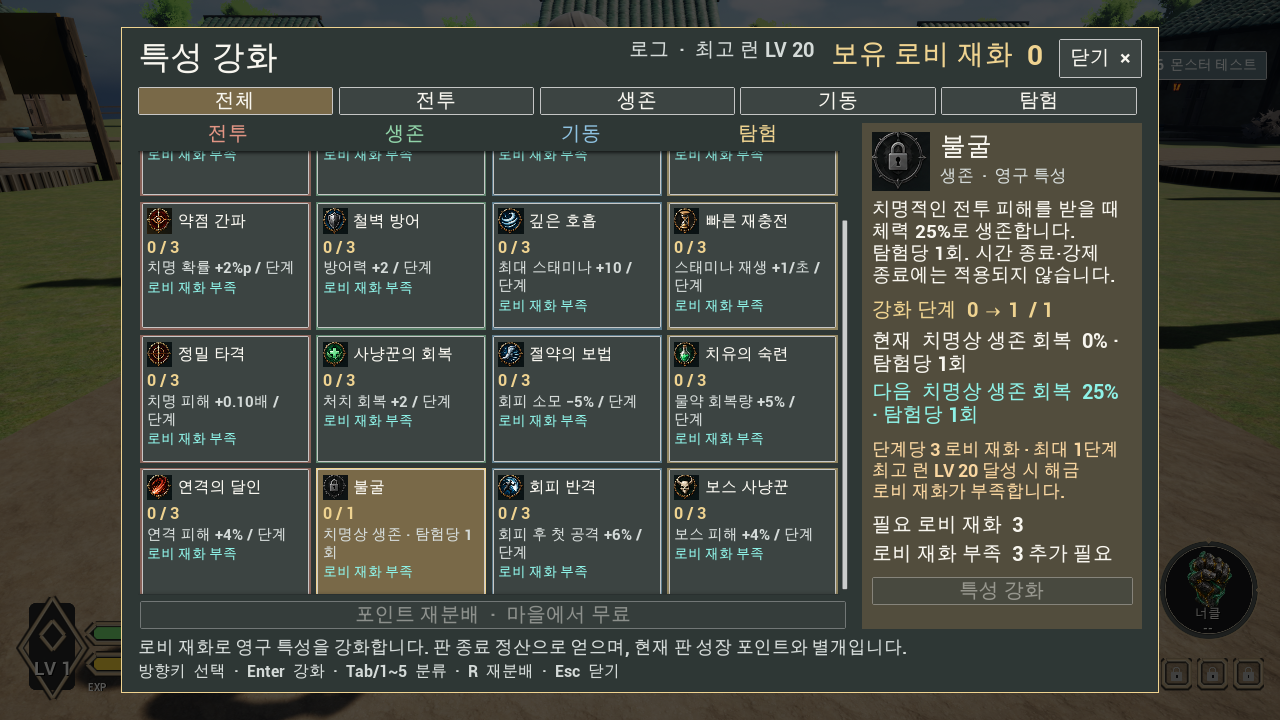 특성 강화
로그 · 최고 런 LV 20
보유 로비 재화 0
닫기 ×
몬스터 테스트
전체
전투
생존
기동
탐험
전투
생존
기동
탐험
로비 재화 부족
로비 재화 부족
로비 재화 부족
로비 재화 부족
약점 간파
0 / 3
치명 확률 +2%p / 단계
로비 재화 부족
철벽 방어
0 / 3
방어력 +2 / 단계
로비 재화 부족
깊은 호흡
0 / 3
최대 스태미나 +10 /
단계
로비 재화 부족
빠른 재충전
0 / 3
스태미나 재생 +1/초 /
단계
로비 재화 부족
정밀 타격
0 / 3
치명 피해 +0.10배 /
단계
로비 재화 부족
사냥꾼의 회복
0 / 3
처치 회복 +2 / 단계
로비 재화 부족
절약의 보법
0 / 3
회피 소모 −5% / 단계
로비 재화 부족
치유의 숙련
0 / 3
물약 회복량 +5% /
단계
로비 재화 부족
연격의 달인
0 / 3
연격 피해 +4% / 단계
로비 재화 부족
불굴
0 / 1
치명상 생존 · 탐험당 1
회
로비 재화 부족
회피 반격
0 / 3
회피 후 첫 공격 +6% /
단계
로비 재화 부족
보스 사냥꾼
0 / 3
보스 피해 +4% / 단계
로비 재화 부족
불굴
생존 · 영구 특성
치명적인 전투 피해를 받을 때
체력 25%로 생존합니다.
탐험당 1회. 시간 종료·강제
종료에는 적용되지 않습니다.
강화 단계 0 → 1 / 1
현재 치명상 생존 회복 0% ·
탐험당 1회
다음 치명상 생존 회복 25%
· 탐험당 1회
단계당 3 로비 재화 · 최대 1단계
최고 런 LV 20 달성 시 해금
로비 재화가 부족합니다.
필요 로비 재화 3
로비 재화 부족 3 추가 필요
특성 강화
포인트 재분배 · 마을에서 무료
로비 재화로 영구 특성을 강화합니다. 판 종료 정산으로 얻으며, 현재 판 성장 포인트와 별개입니다.
방향키 선택 · Enter 강화 · Tab/1~5 분류 · R 재분배 · Esc 닫기
LV 1
EXP
너클
--